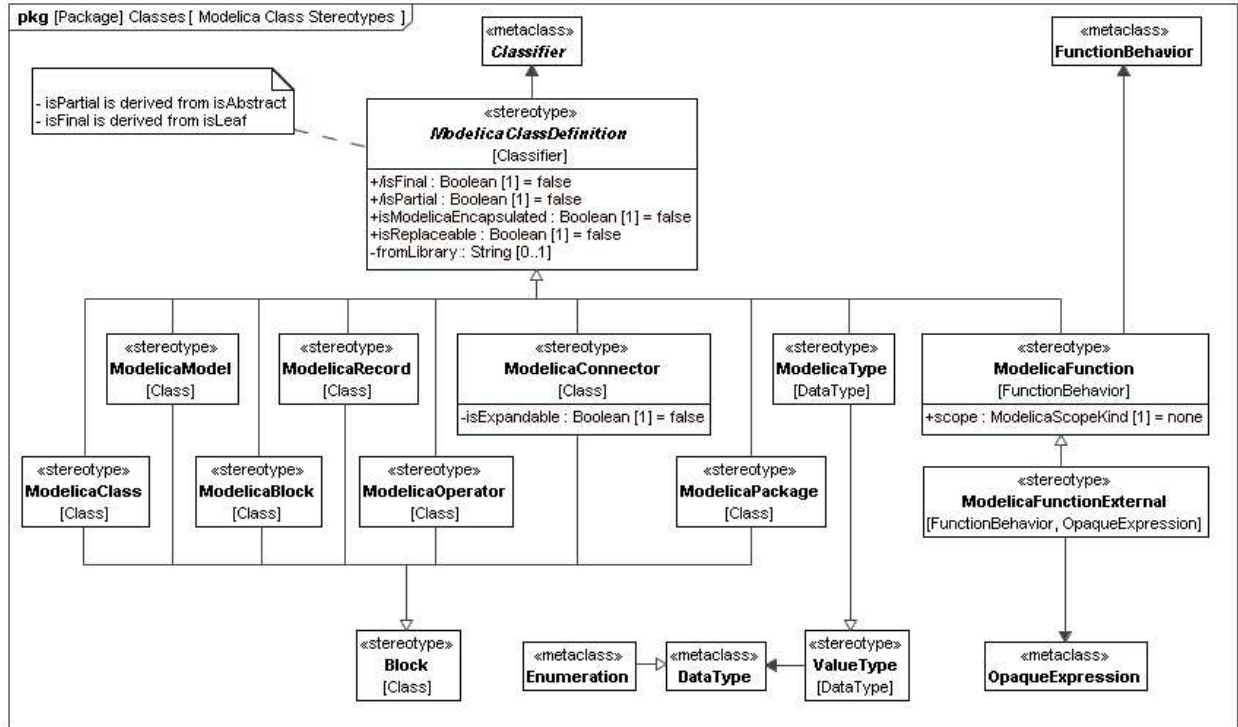 pkg [Package] Classes [ Modelica Class Stereotypes ]
«metaclass»
Classifier
«metaclass»
FunctionBehavior
- isPartial is derived from isAbstract
- isFinal is derived from isLeaf
«stereotype»
ModelicaClassDefinition
[Classifier]
+/isFinal : Boolean [1] = false
+/isPartial : Boolean [1] = false
+isModelicaEncapsulated : Boolean [1] = false
+isReplaceable : Boolean [1] = false
-fromLibrary : String [0..1]
«stereotype»
ModelicaModel
[Class]
«stereotype»
ModelicaRecord
[Class]
«stereotype»
ModelicaConnector
[Class]
-isExpandable : Boolean [1] = false
«stereotype»
ModelicaType
[DataType]
«stereotype»
ModelicaFunction
[FunctionBehavior]
+scope : ModelicaScopeKind [1] = none
«stereotype»
ModelicaClass
[Class]
«stereotype»
ModelicaBlock
[Class]
«stereotype»
ModelicaOperator
[Class]
«stereotype»
ModelicaPackage
[Class]
«stereotype»
ModelicaFunctionExternal
[FunctionBehavior, OpaqueExpression]
«stereotype»
Block
[Class]
«metaclass»
Enumeration
«metaclass»
DataType
«stereotype»
ValueType
[DataType]
«metaclass»
OpaqueExpression